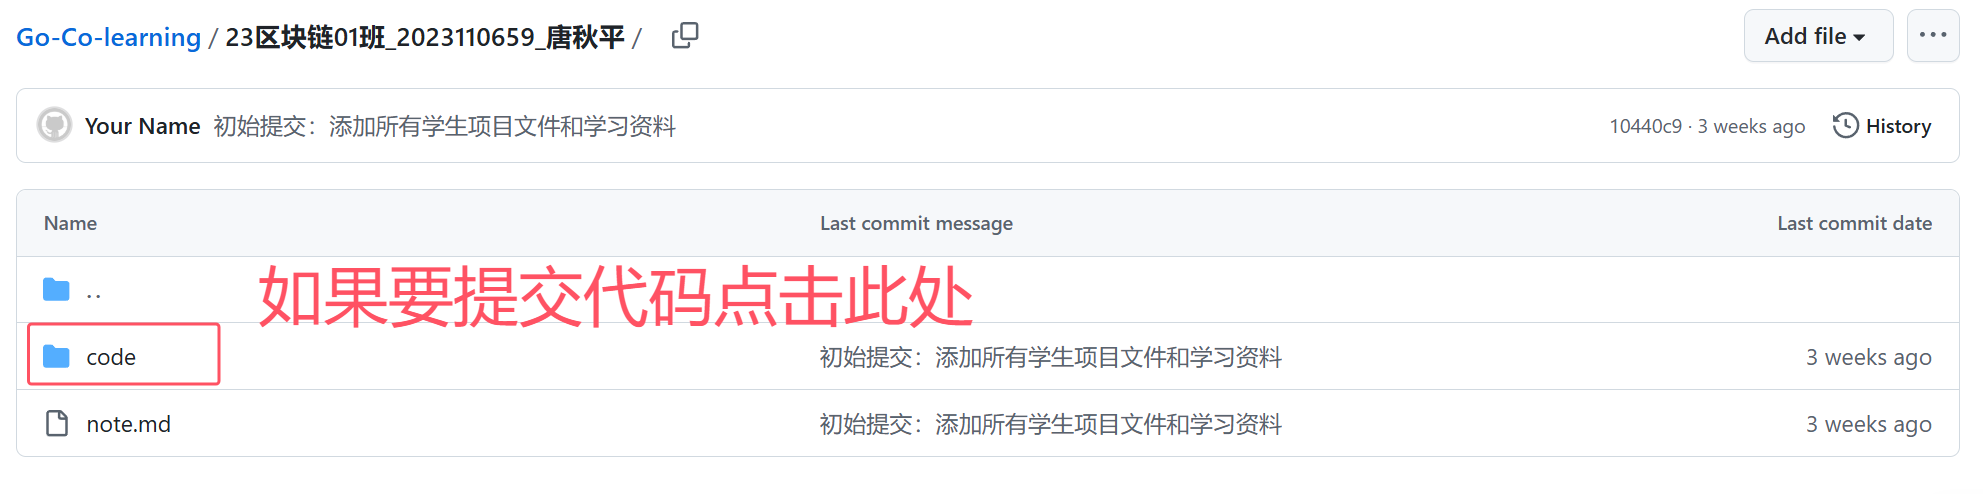 Go-Co-learning / 23区块链01班_2023110659_唐秋平 /
Add file
Your Name 初始提交：添加所有学生项目文件和学习资料
10440c9 · 3 weeks ago
History
Name
Last commit message
Last commit date
..
如果要提交代码点击此处
code
初始提交：添加所有学生项目文件和学习资料
3 weeks ago
note.md
初始提交：添加所有学生项目文件和学习资料
3 weeks ago